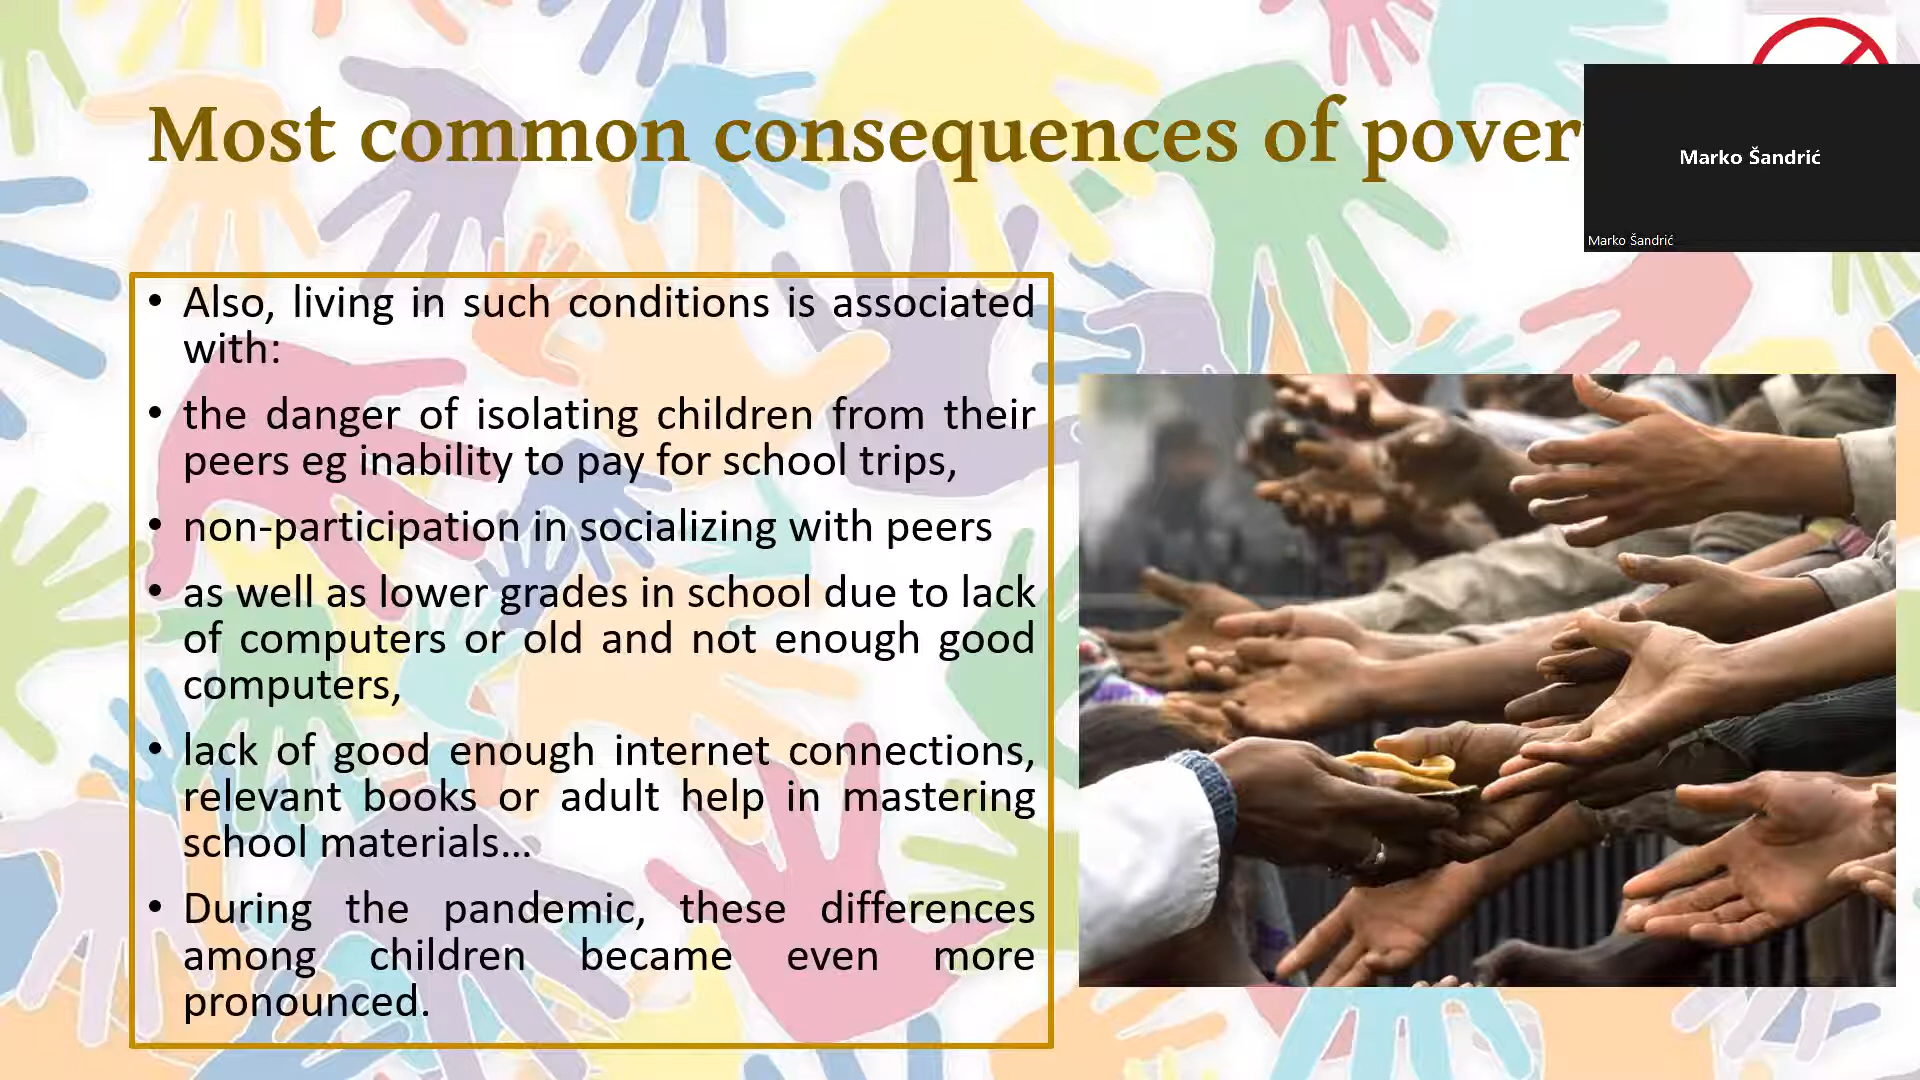 Most common consequences of pover
Marko Šandrić
Marko Šandrić
• Also, living in such conditions is associated
with:
• the danger of isolating children from their
peers eg inability to pay for school trips,
• non-participation in socializing with peers
• as well as lower grades in school due to lack
of computers or old and not enough good
computers,
• lack of good enough internet connections,
relevant books or adult help in mastering
school materials...
• During the pandemic, these differences
among children became even more
pronounced.